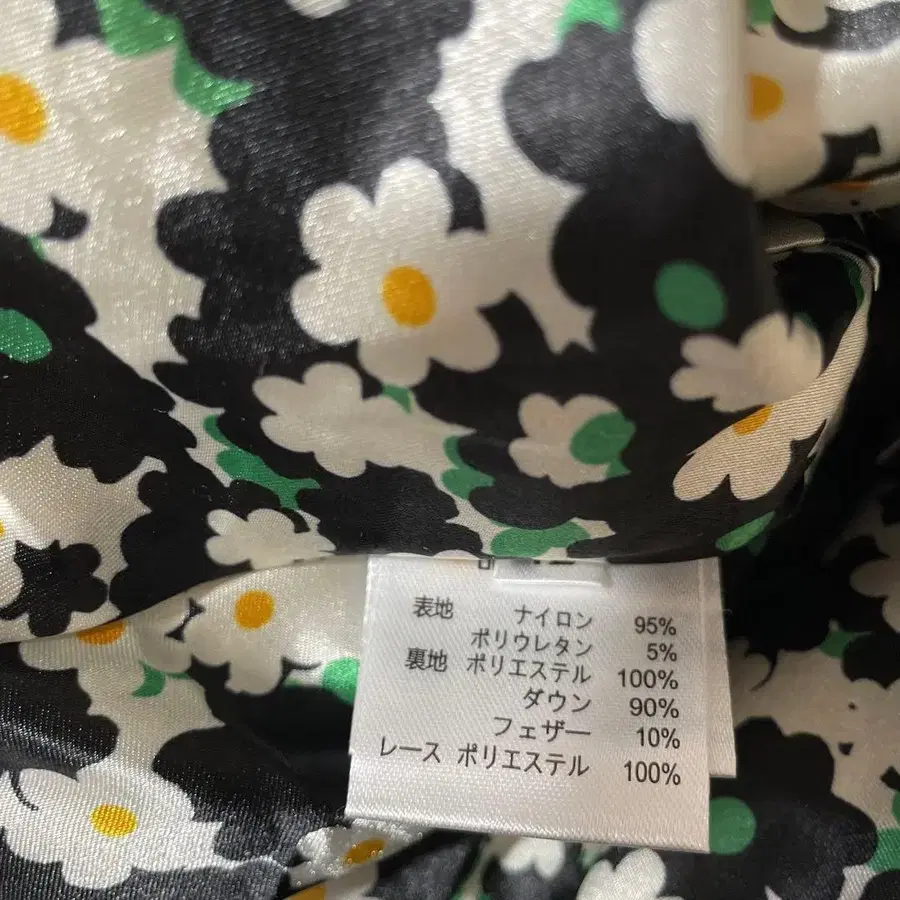 表地 ナイロン 95%
ポリウレタン 5%
裏地 ポリエステル 100%
ダウン 90%
フェザー 10%
レース ポリエステル 100%